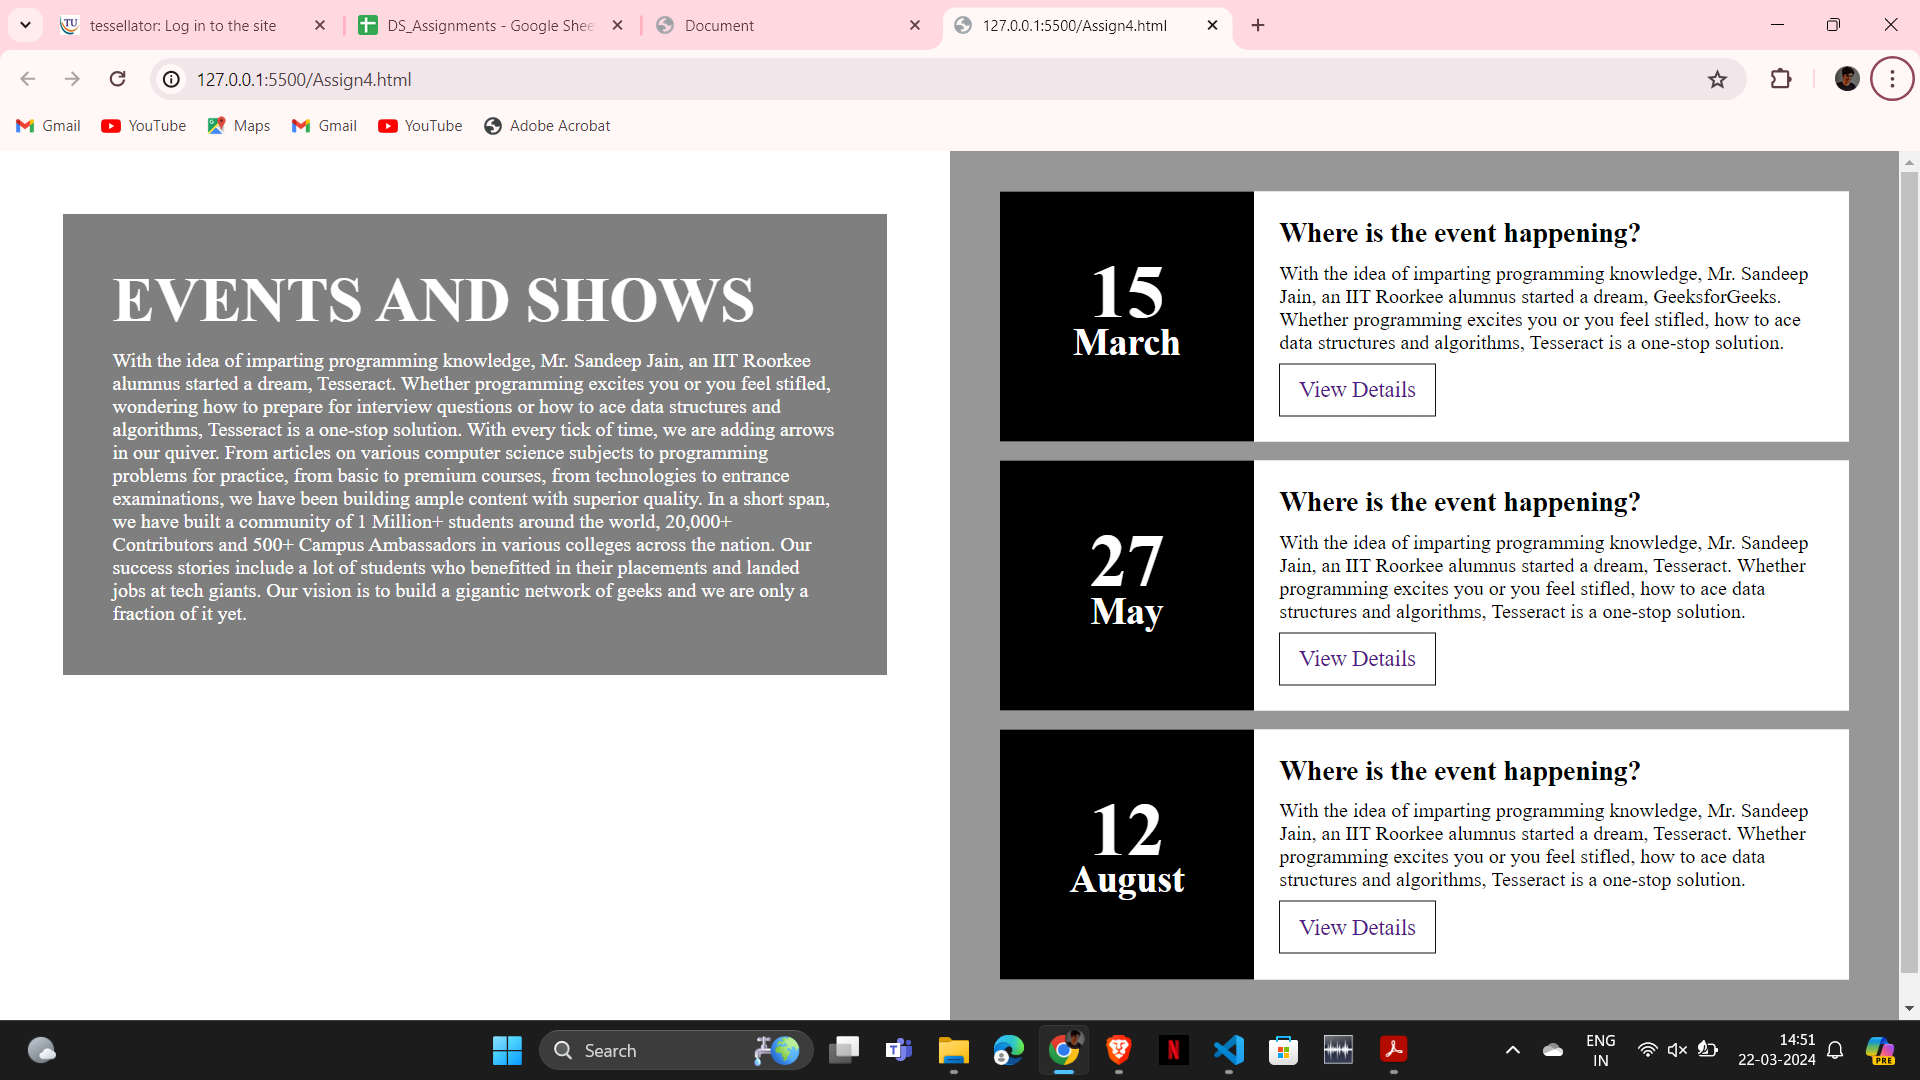 tessellator: Log in to the site
DS_Assignments - Google Shee
Document
127.0.0.1:5500/Assign4.html
127.0.0.1:5500/Assign4.html
Gmail
YouTube
Maps
Gmail
YouTube
Adobe Acrobat
EVENTS AND SHOWS
With the idea of imparting programming knowledge, Mr. Sandeep Jain, an IIT Roorkee
alumnus started a dream, Tesseract. Whether programming excites you or you feel stifled,
wondering how to prepare for interview questions or how to ace data structures and
algorithms, Tesseract is a one-stop solution. With every tick of time, we are adding arrows
in our quiver. From articles on various computer science subjects to programming
problems for practice, from basic to premium courses, from technologies to entrance
examinations, we have been building ample content with superior quality. In a short span,
we have built a community of 1 Million+ students around the world, 20,000+
Contributors and 500+ Campus Ambassadors in various colleges across the nation. Our
success stories include a lot of students who benefitted in their placements and landed
jobs at tech giants. Our vision is to build a gigantic network of geeks and we are only a
fraction of it yet.
15
March
Where is the event happening?
With the idea of imparting programming knowledge, Mr. Sandeep
Jain, an IIT Roorkee alumnus started a dream, GeeksforGeeks.
Whether programming excites you or you feel stifled, how to ace
data structures and algorithms, Tesseract is a one-stop solution.
View Details
27
May
Where is the event happening?
With the idea of imparting programming knowledge, Mr. Sandeep
Jain, an IIT Roorkee alumnus started a dream, Tesseract. Whether
programming excites you or you feel stifled, how to ace data
structures and algorithms, Tesseract is a one-stop solution.
View Details
12
August
Where is the event happening?
With the idea of imparting programming knowledge, Mr. Sandeep
Jain, an IIT Roorkee alumnus started a dream, Tesseract. Whether
programming excites you or you feel stifled, how to ace data
structures and algorithms, Tesseract is a one-stop solution.
View Details
Search
ENG
IN
14:51
22-03-2024
PRE